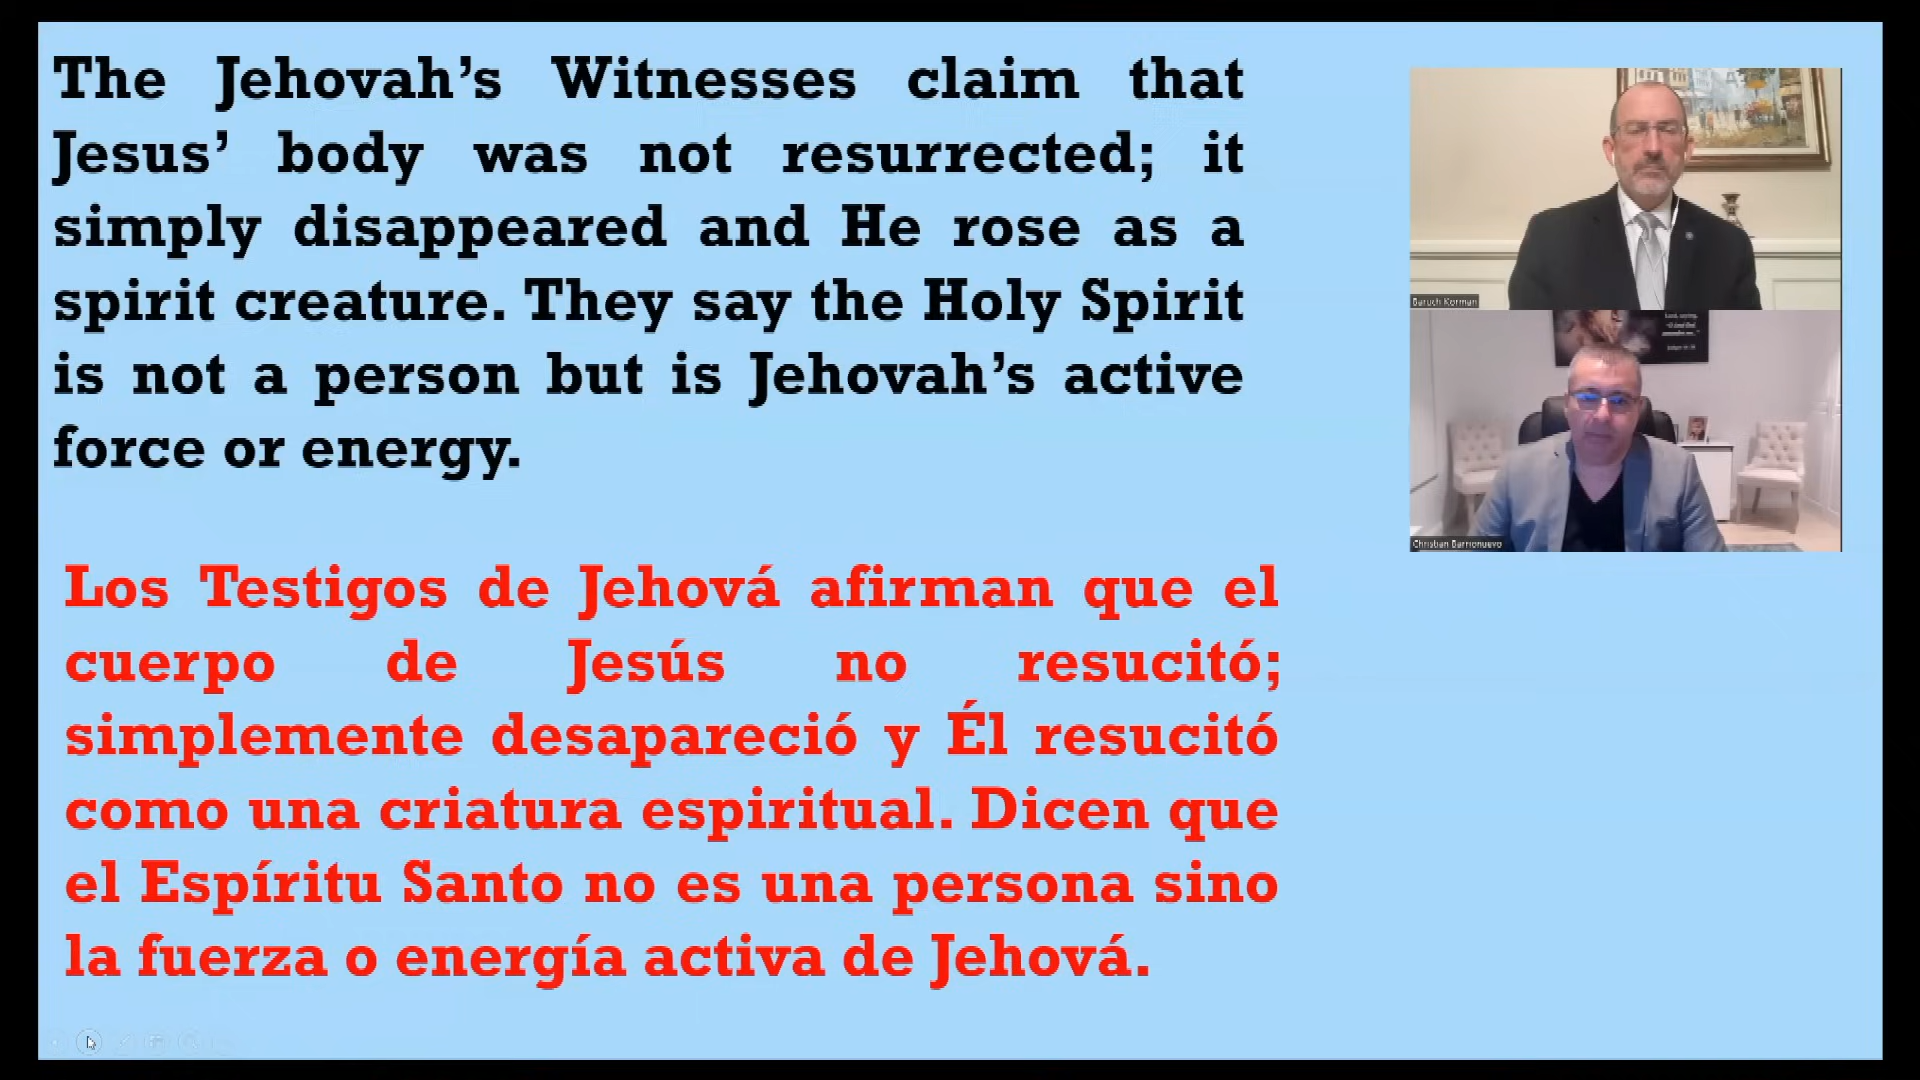 The Jehovah’s Witnesses claim that
Jesus’ body was not resurrected; it
simply disappeared and He rose as a
spirit creature. They say the Holy Spirit
is not a person but is Jehovah’s active
force or energy.
Los Testigos de Jehová afirman que el
cuerpo de Jesús no resucitó;
simplemente desapareció y Él resucitó
como una criatura espiritual. Dicen que
el Espíritu Santo no es una persona sino
la fuerza o energía activa de Jehová.
Baruch Korman
Christian Barrionuevo